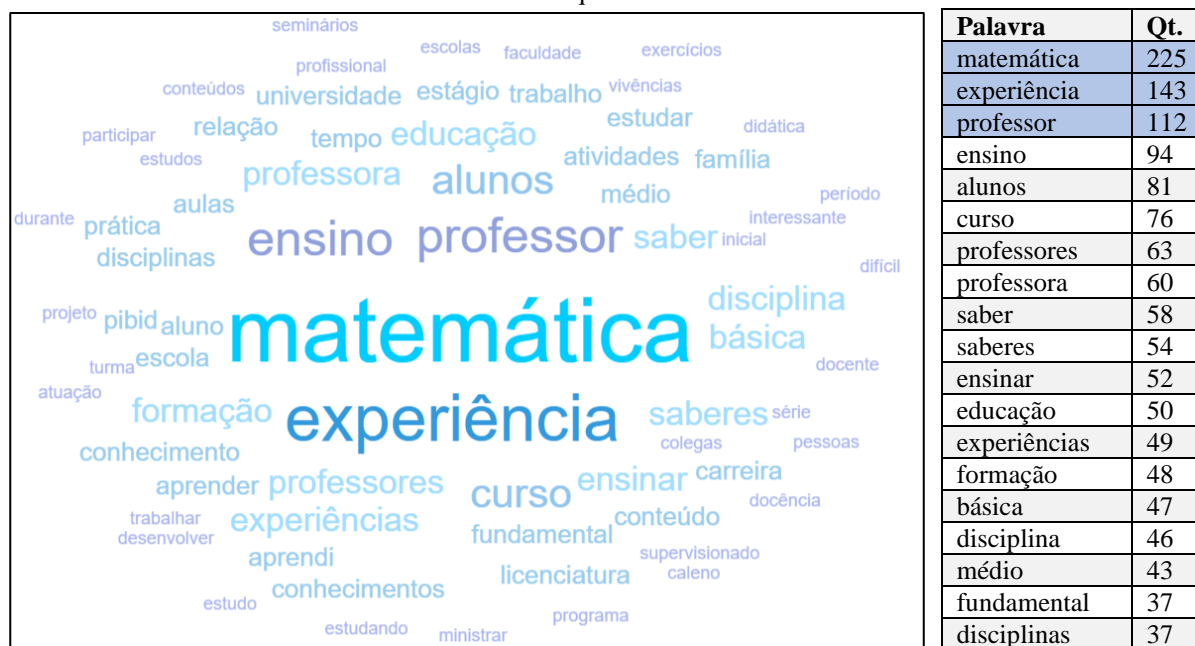 seminários
escolas faculdade exercícios
profissional
conteúdos universidade estágio trabalho vivências
participar relação tempo educação estudar didática
estudos atividades família
professora alunos médio período
durante prática aulas interessante
ensino professor saber inicial
disciplinas difícil
projeto pibid aluno matemática disciplina
turma escola básica docente
atuação formação experiência saberes série
conhecimento colegas pessoas
aprender professores curso ensinar carreira
trabalhar experiências conteúdo docência
desenvolver fundamental
aprendi supervisionado
conhecimentos licenciatura caleno
estudo programa
estudando ministrar
Palavra Qt.
matemática 225
experiência 143
professor 112
ensino 94
alunos 81
curso 76
professores 63
professora 60
saber 58
saberes 54
ensinar 52
educação 50
experiências 49
formação 48
básica 47
disciplina 46
médio 43
fundamental 37
disciplinas 37